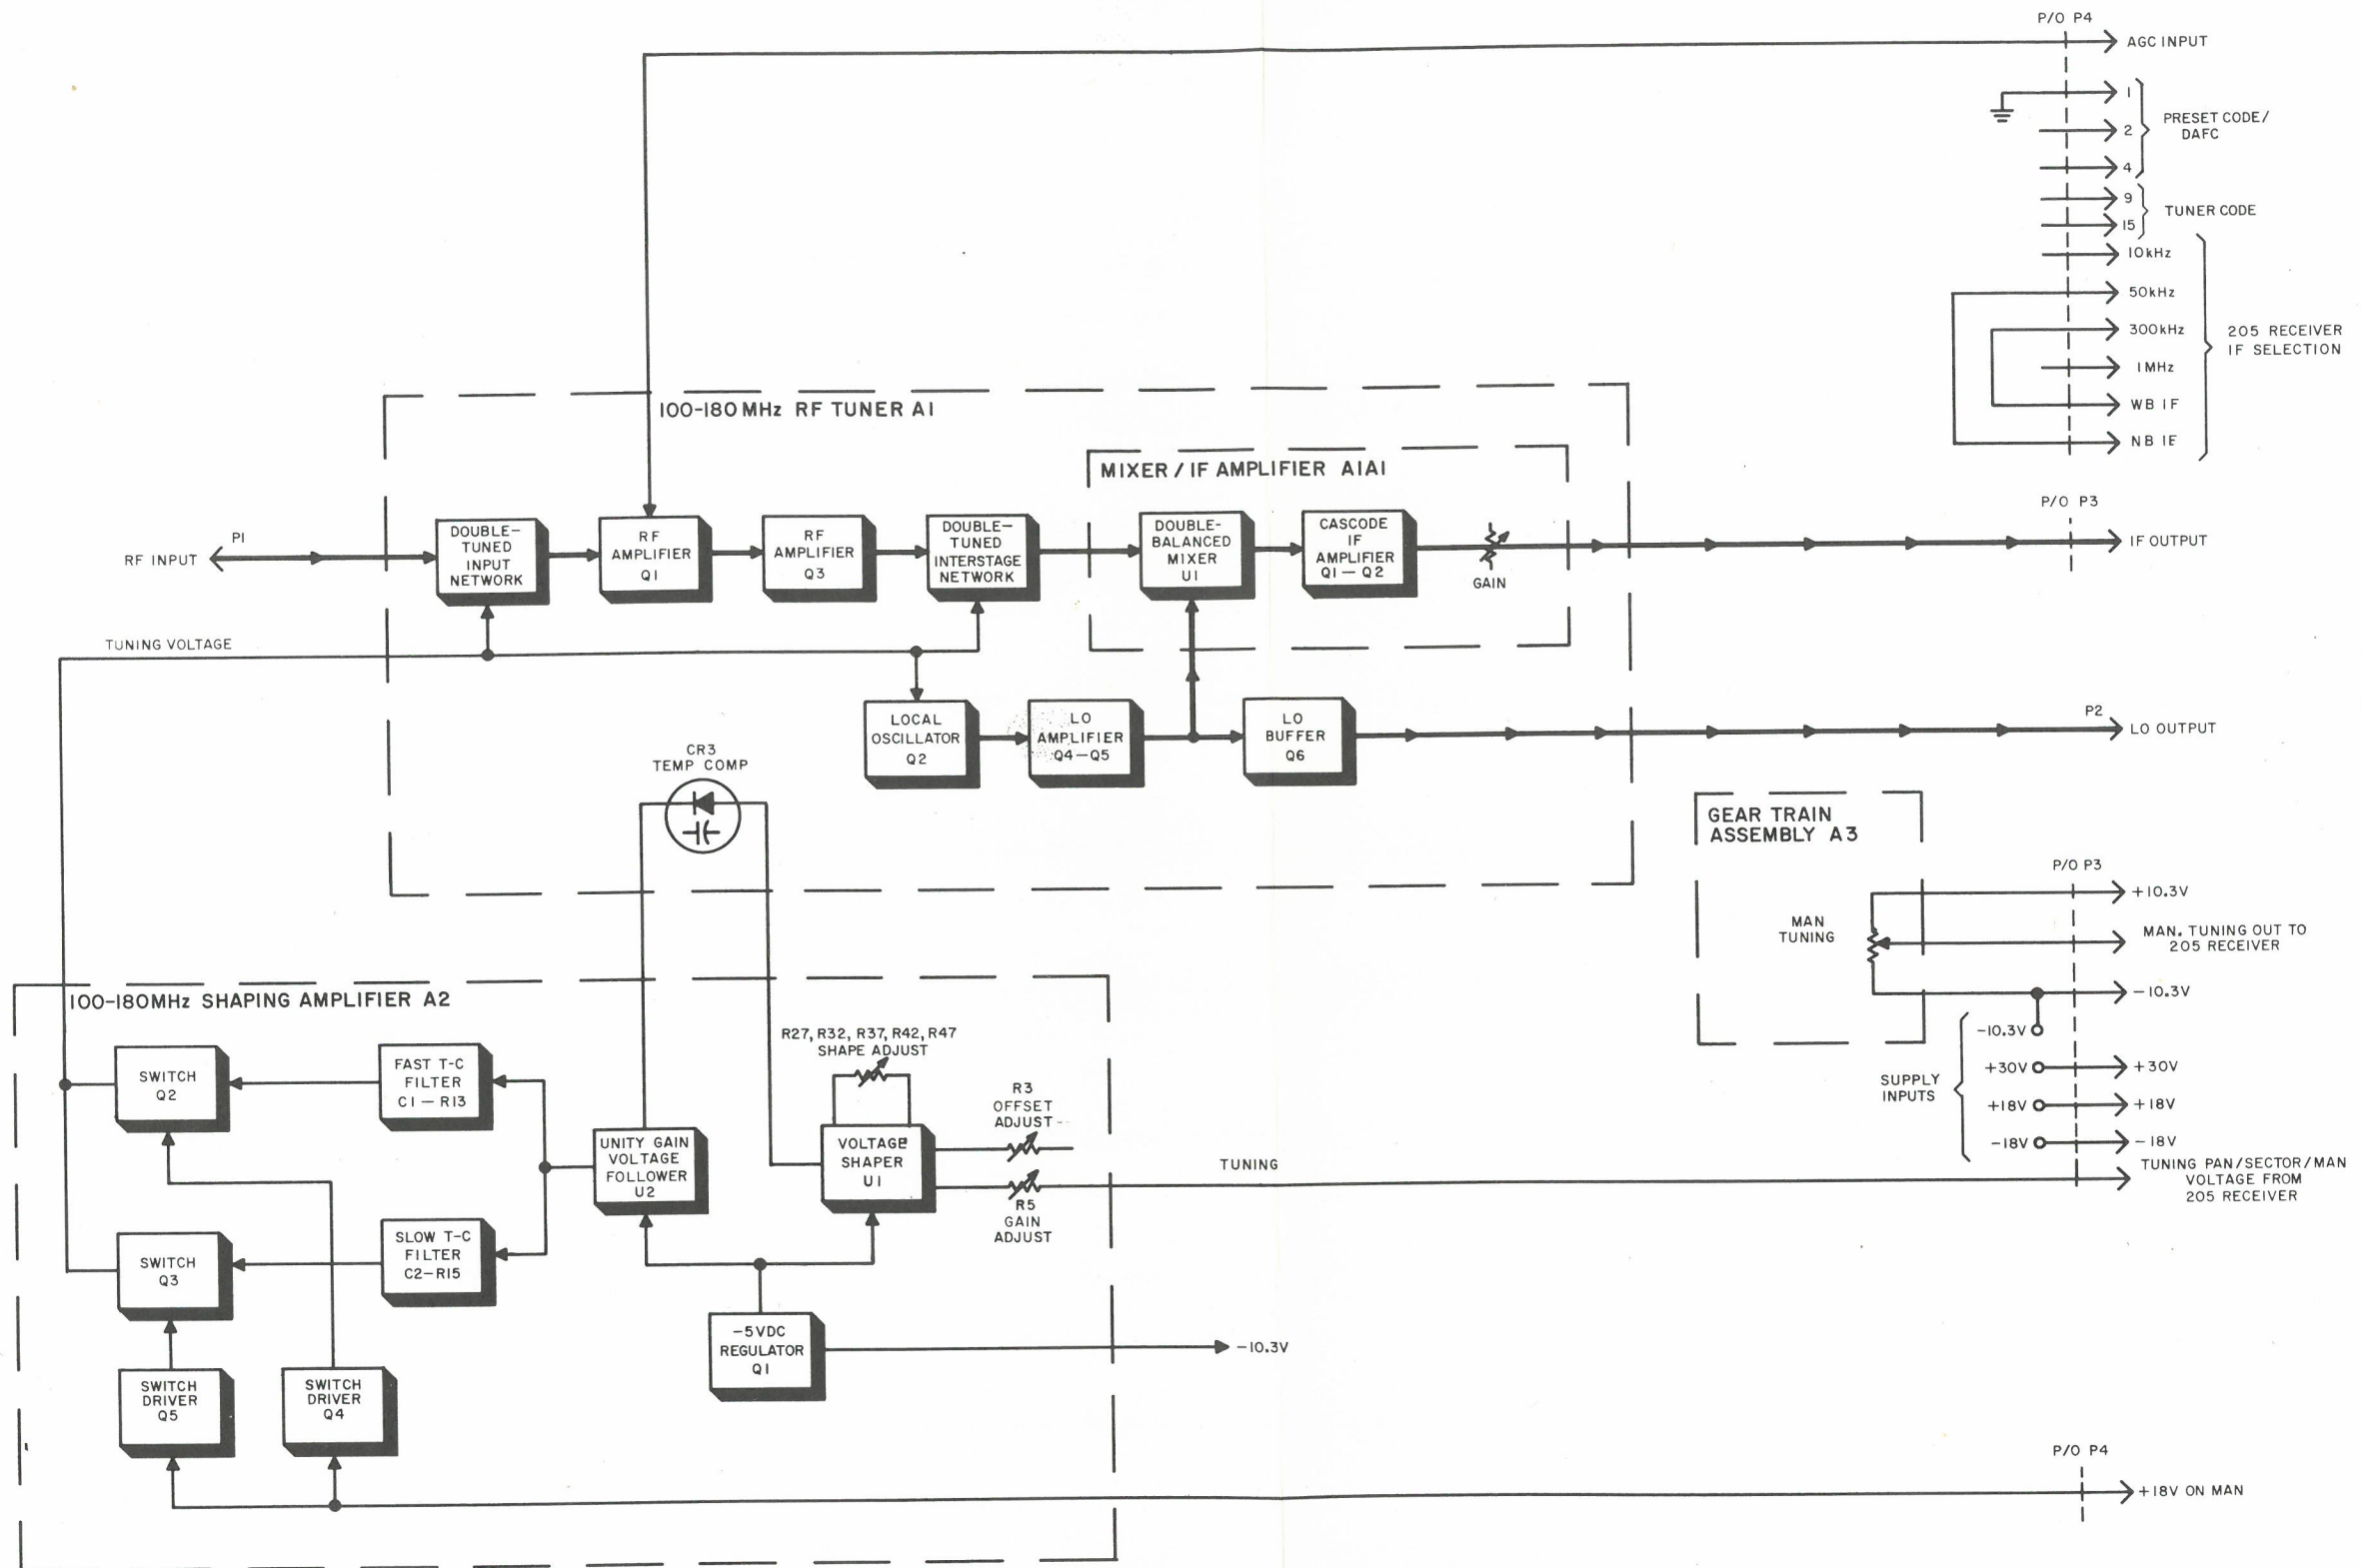 P/O P4
AGC INPUT
1
2
4
PRESET CODE/
DAFC
9
15
TUNER CODE
10kHz
50kHz
300kHz
1MHz
WB IF
NB IF
205 RECEIVER
IF SELECTION
100-180MHz RF TUNER A1
MIXER / IF AMPLIFIER A1A1
P/O P3
P1
RF INPUT
DOUBLE-
TUNED
INPUT
NETWORK
RF
AMPLIFIER
Q1
RF
AMPLIFIER
Q3
DOUBLE-
TUNED
INTERSTAGE
NETWORK
DOUBLE-
BALANCED
MIXER
U1
CASCODE
IF
AMPLIFIER
Q1-Q2
GAIN
IF OUTPUT
TUNING VOLTAGE
LOCAL
OSCILLATOR
Q2
LO
AMPLIFIER
Q4-Q5
LO
BUFFER
Q6
P2
LO OUTPUT
CR3
TEMP COMP
GEAR TRAIN
ASSEMBLY A3
MAN
TUNING
P/O P3
+10.3V
MAN. TUNING OUT TO
205 RECEIVER
-10.3V
SUPPLY
INPUTS
-10.3V
+30V
+30V
+18V
+18V
-18V
-18V
TUNING PAN/SECTOR/MAN
VOLTAGE FROM
205 RECEIVER
100-180MHz SHAPING AMPLIFIER A2
SWITCH
Q2
FAST T-C
FILTER
C1-R13
R27, R32, R37, R42, R47
SHAPE ADJUST
R3
OFFSET
ADJUST
UNITY GAIN
VOLTAGE
FOLLOWER
U2
VOLTAGE
SHAPER
U1
TUNING
R5
GAIN
ADJUST
SWITCH
Q3
SLOW T-C
FILTER
C2-R15
-5VDC
REGULATOR
Q1
-10.3V
SWITCH
DRIVER
Q5
SWITCH
DRIVER
Q4
P/O P4
+18V ON MAN